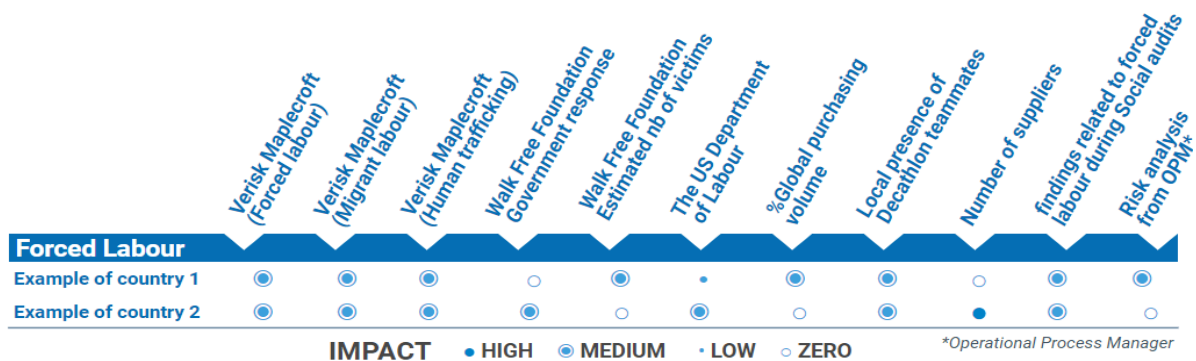 Verisk Maplecroft
(Forced labour)
Verisk Maplecroft
(Migrant labour)
Verisk Maplecroft
(Human trafficking)
Walk Free Foundation
Government response
Walk Free Foundation
Estimated nb of victims
The US Department
of Labour
%Global purchasing
volume
Local presence of
Decathlon teammates
Number of suppliers
findings related to forced
labour during Social audits
Risk analysis
from OPM*
Forced Labour
Example of country 1
Example of country 2
IMPACT HIGH MEDIUM LOW ZERO
*Operational Process Manager